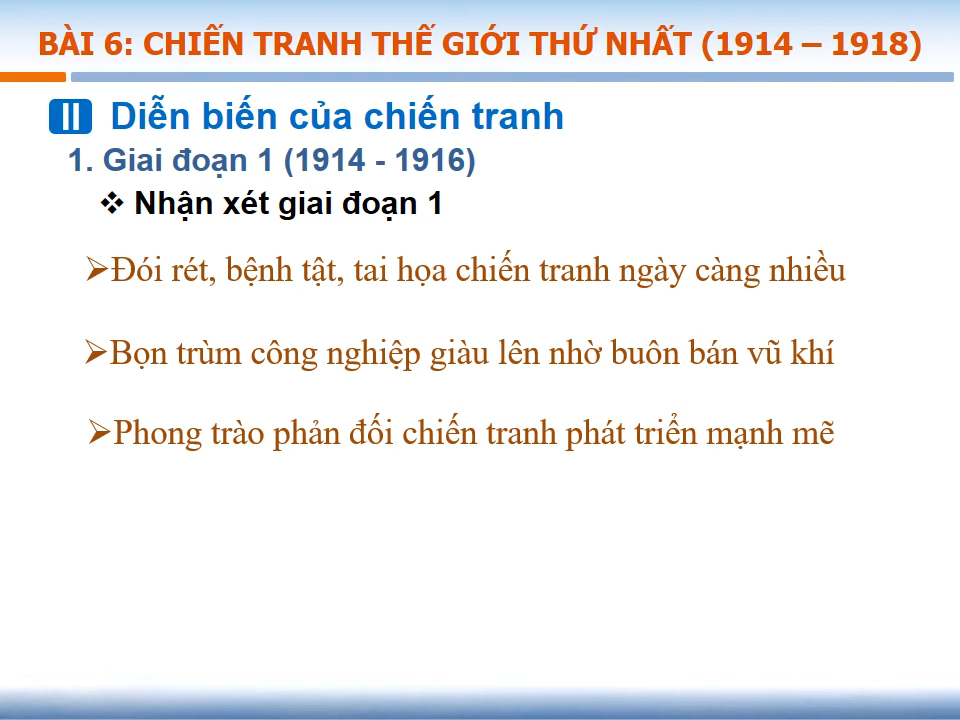 BÀI 6: CHIẾN TRANH THẾ GIỚI THỨ NHẤT (1914 – 1918)
II Diễn biến của chiến tranh
1. Giai đoạn 1 (1914 - 1916)
❖ Nhận xét giai đoạn 1
➢Đói rét, bệnh tật, tai họa chiến tranh ngày càng nhiều
➢Bọn trùm công nghiệp giàu lên nhờ buôn bán vũ khí
➢Phong trào phản đối chiến tranh phát triển mạnh mẽ